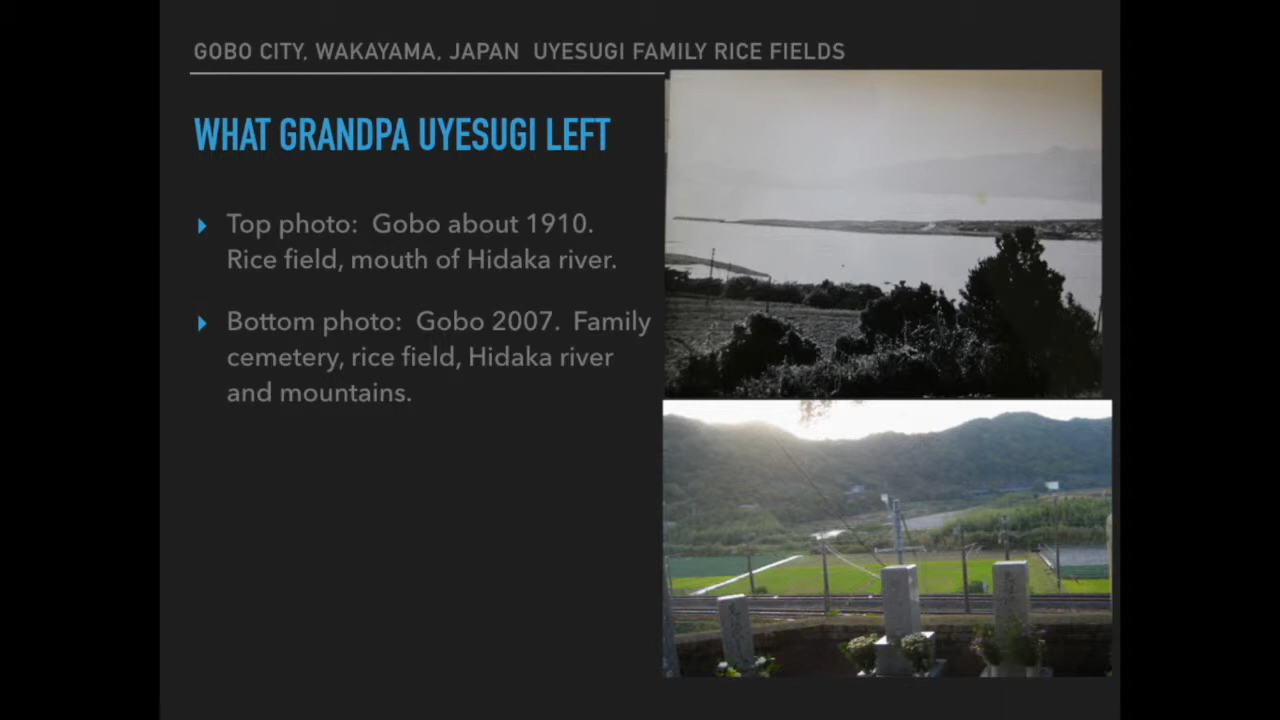 GOBO CITY, WAKAYAMA, JAPAN  UYESUGI FAMILY RICE FIELDS
WHAT GRANDPA UYESUGI LEFT
Top photo:  Gobo about 1910.
Rice field, mouth of Hidaka river.
Bottom photo:  Gobo 2007.  Family
cemetery, rice field, Hidaka river
and mountains.